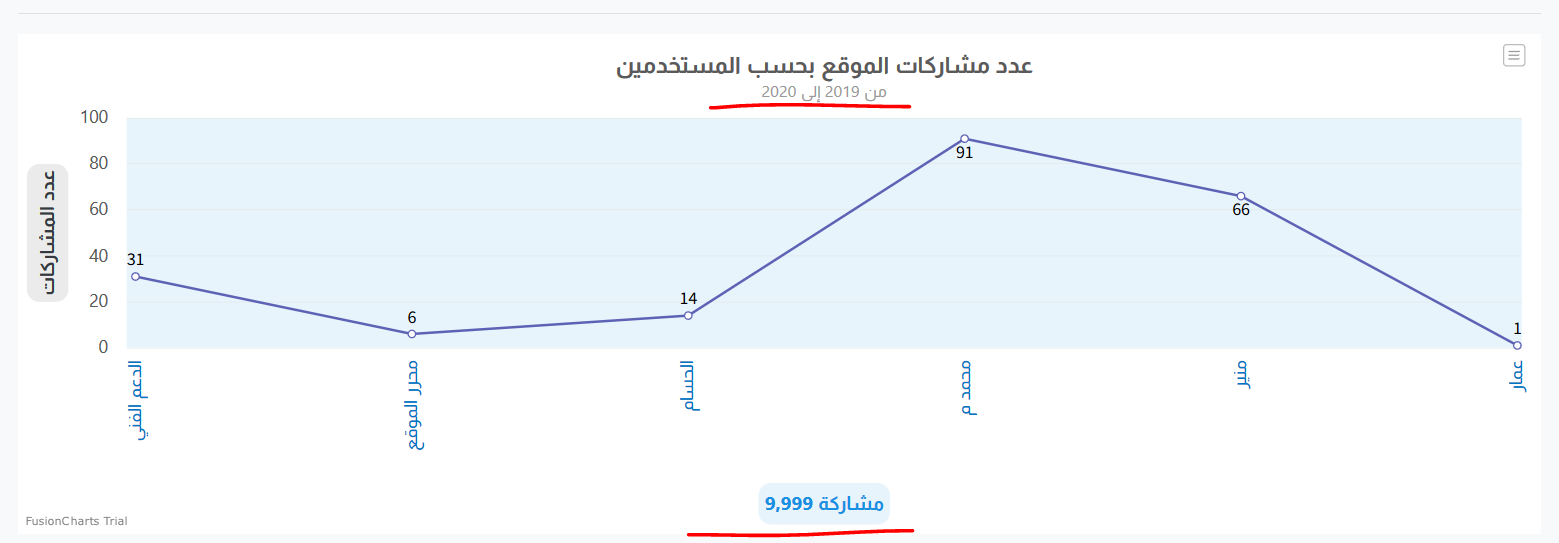 عدد مشاركات الموقع بحسب المستخدمين
من 2019 إلى 2020
عدد المشاركات
100
80
60
40
20
0
31
6
14
91
66
1
الدعم الفني
محرر الموقع
الحسام
محمد م
منير
عمار
مشاركة 9,999
FusionCharts Trial